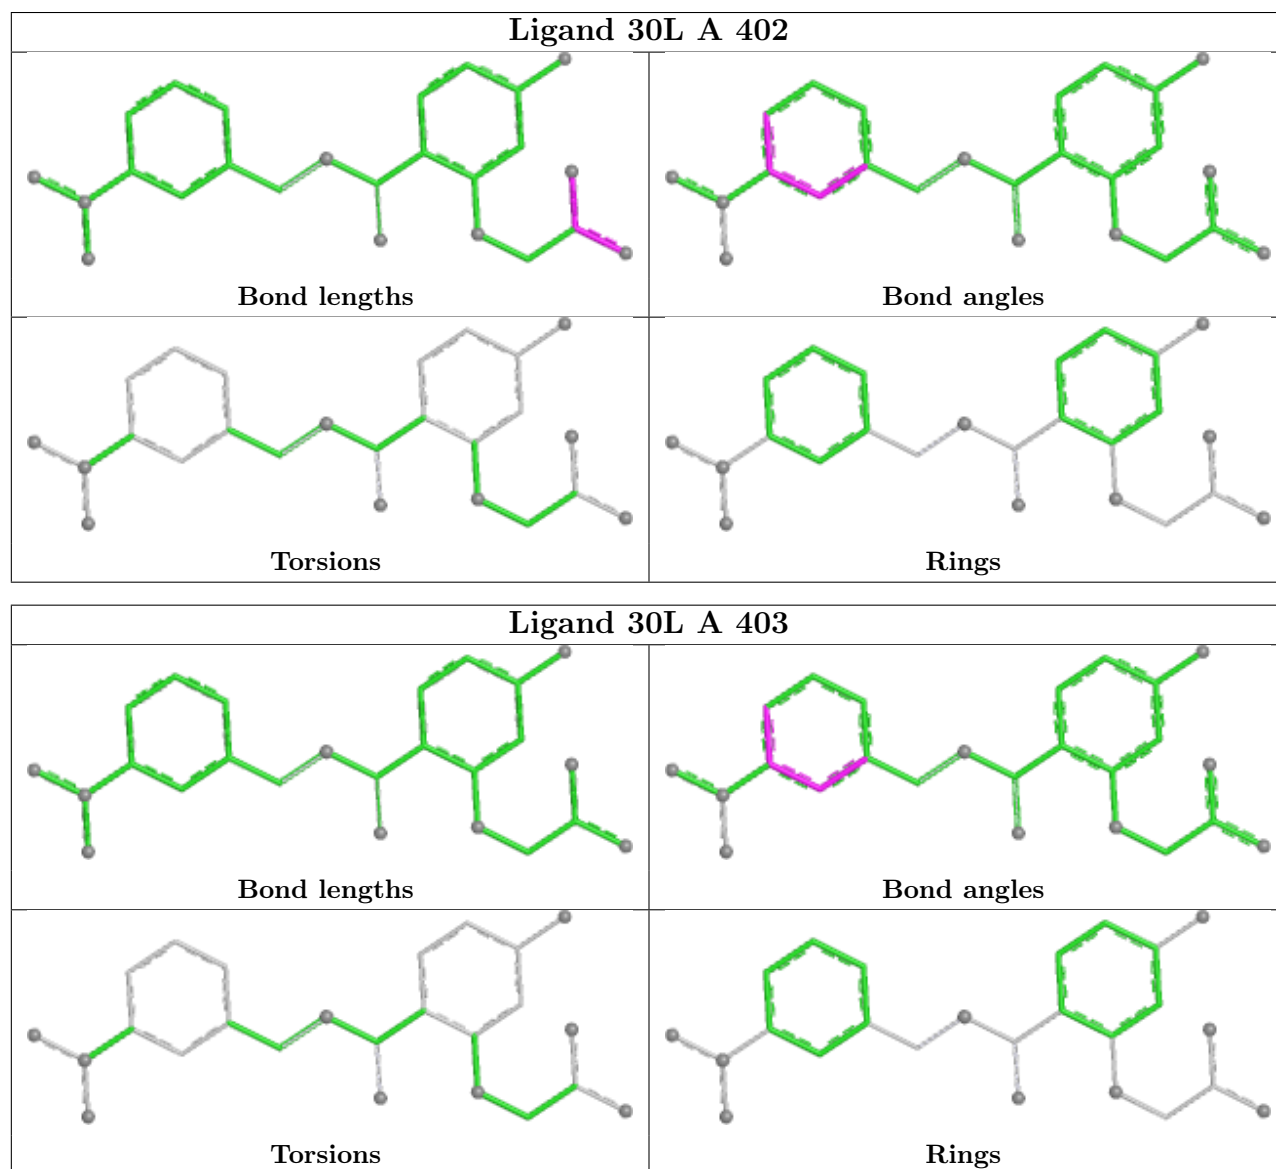 Ligand 30L A 402
Bond lengths
Bond angles
Torsions
Rings
Ligand 30L A 403
Bond lengths
Bond angles
Torsions
Rings